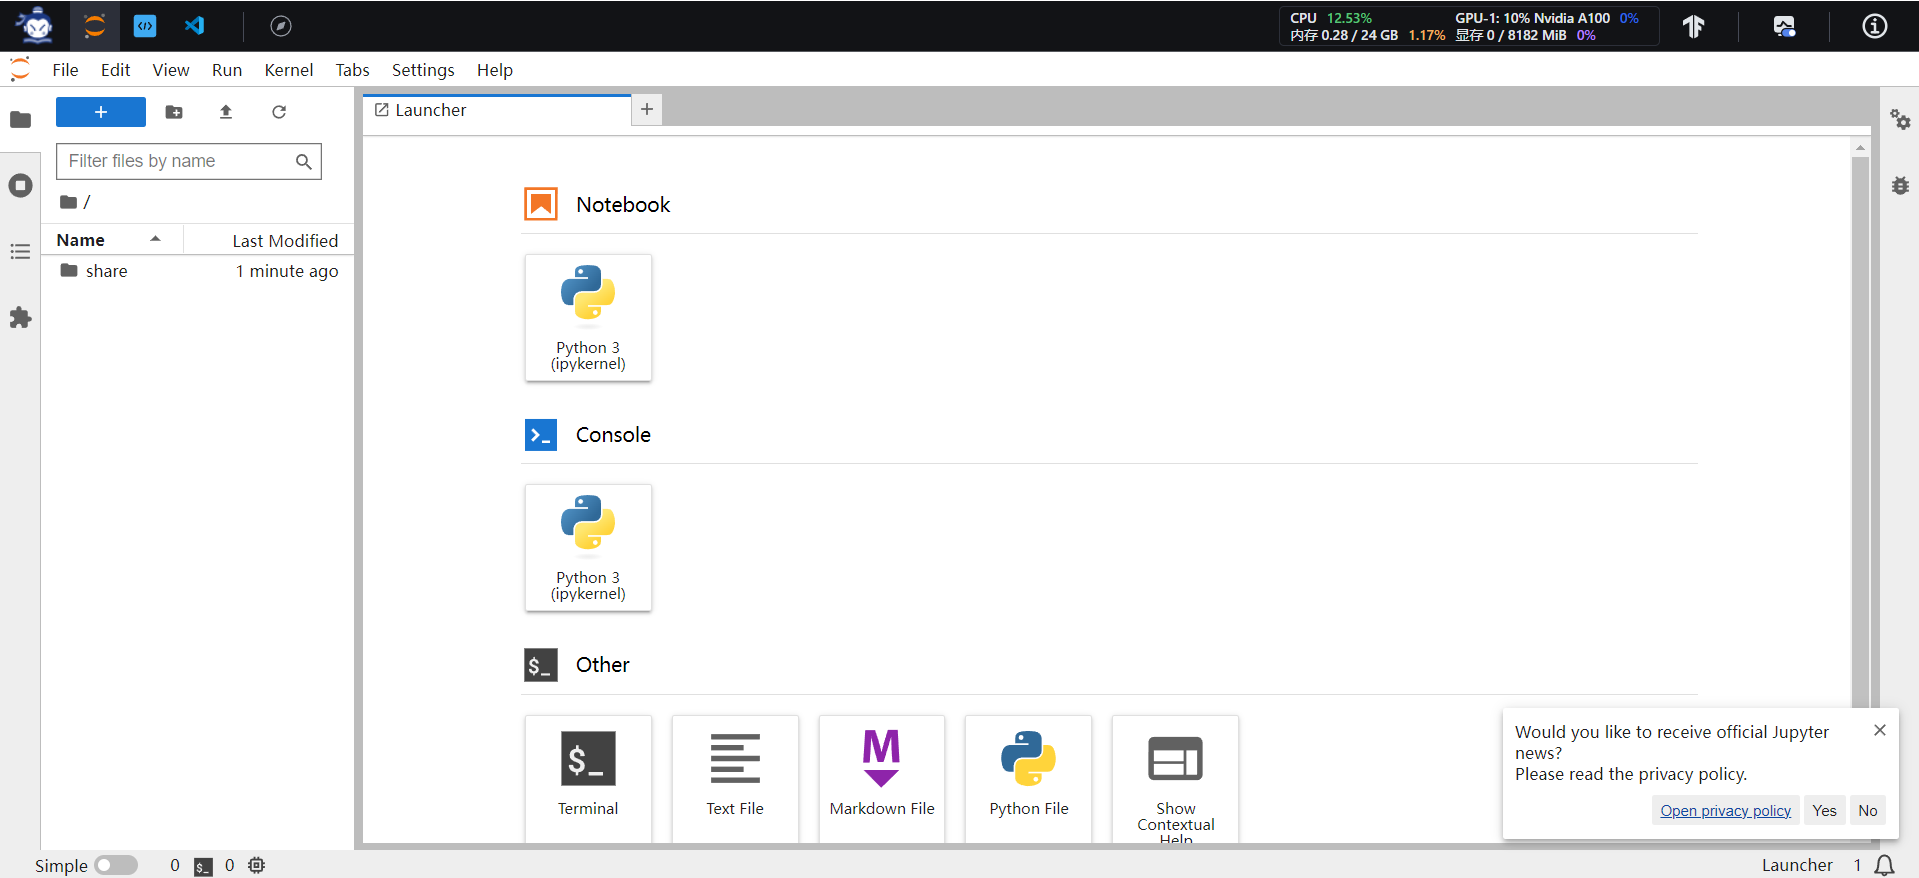 CPU 12.53% GPU-1: 10% Nvidia A100 0%
内存 0.28 / 24 GB 1.17% 显存 0 / 8182 MiB 0%
File Edit View Run Kernel Tabs Settings Help
+
Launcher +
Filter files by name
/
Name Last Modified
share 1 minute ago
Notebook
Python 3
(ipykernel)
Console
Python 3
(ipykernel)
$_ Other
$_
M
Terminal
Text File
Markdown File
Python File
Show
Contextual
Help
Would you like to receive official Jupyter
news?
Please read the privacy policy.
Open privacy policy Yes No
Simple 0 $_ 0 Launcher 1